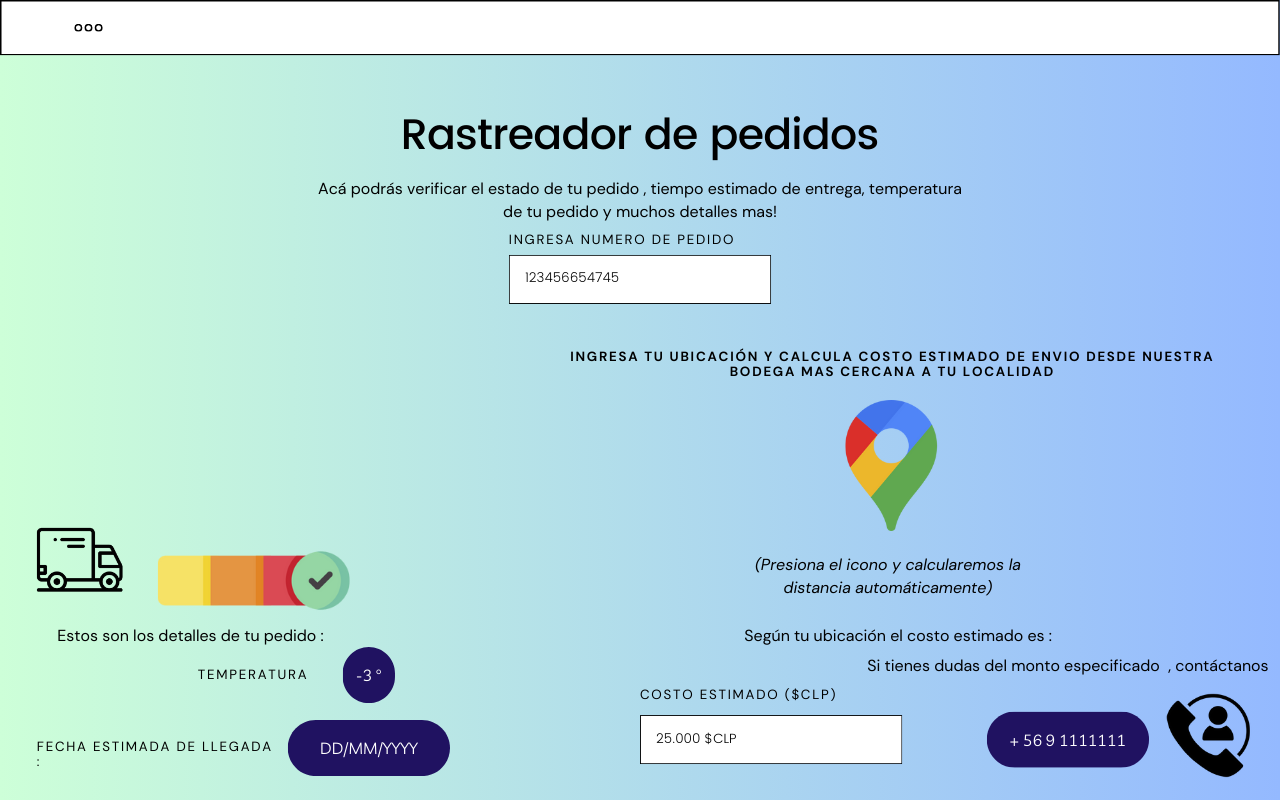 Rastreador de pedidos
Acá podrás verificar el estado de tu pedido , tiempo estimado de entrega, temperatura
de tu pedido y muchos detalles mas!
INGRESA NUMERO DE PEDIDO
123456654745
INGRESA TU UBICACIÓN Y CALCULA COSTO ESTIMADO DE ENVIO DESDE NUESTRA
BODEGA MAS CERCANA A TU LOCALIDAD
(Presiona el icono y calcularemos la
distancia automáticamente)
Estos son los detalles de tu pedido :
TEMPERATURA
-3 °
FECHA ESTIMADA DE LLEGADA
:
DD/MM/YYYY
Según tu ubicación el costo estimado es :
Si tienes dudas del monto especificado , contáctanos
COSTO ESTIMADO ($CLP)
25.000 $CLP
+ 56 9 1111111